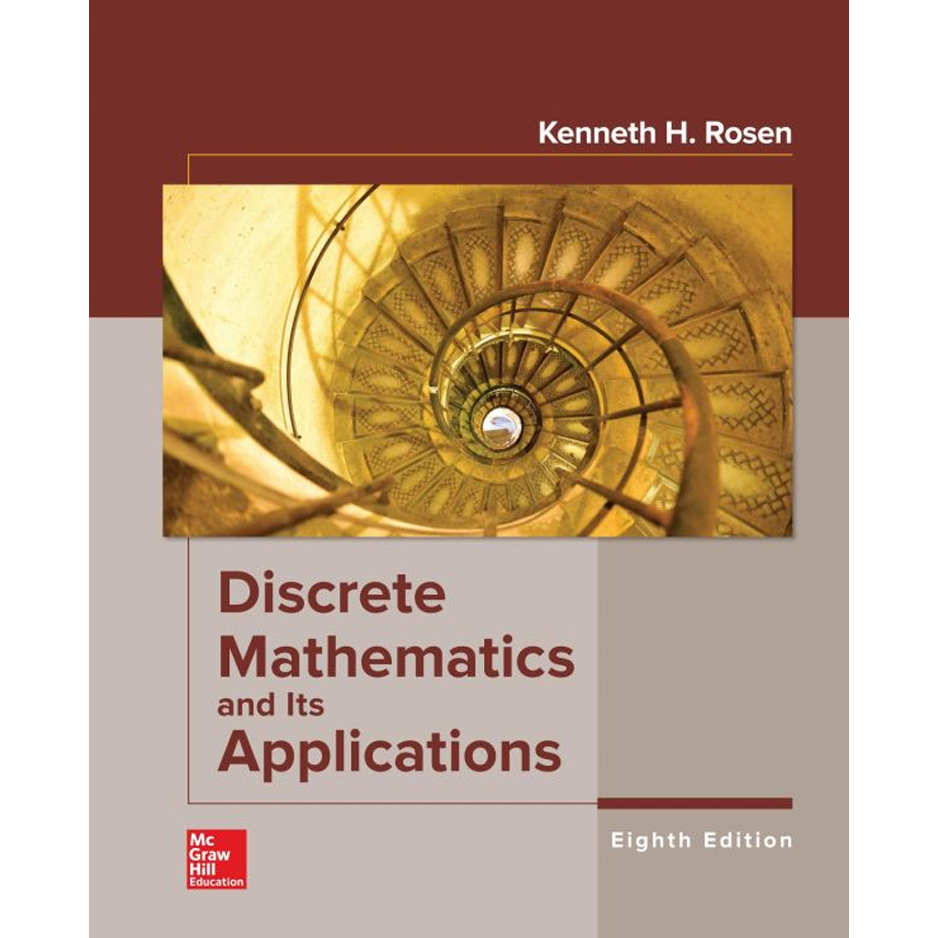 Kenneth H. Rosen
Discrete
Mathematics
and Its
Applications
Eighth Edition
Mc
Graw
Hill
Education